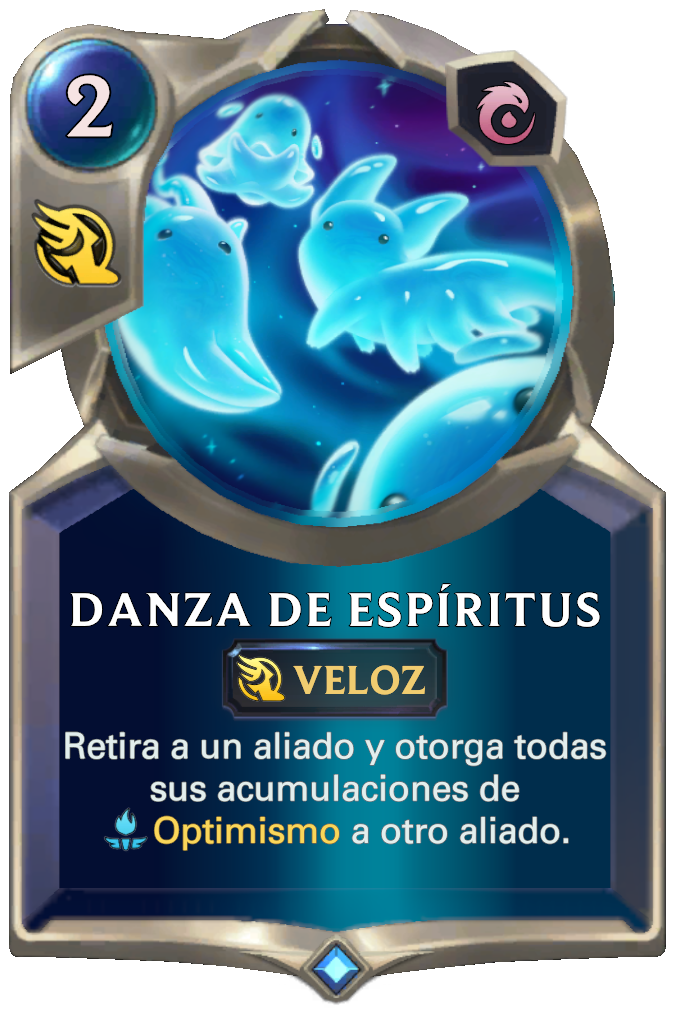 2
DANZA DE ESPÍRITUS
VELOZ
Retira a un aliado y otorga todas
sus acumulaciones de
Optimismo a otro aliado.